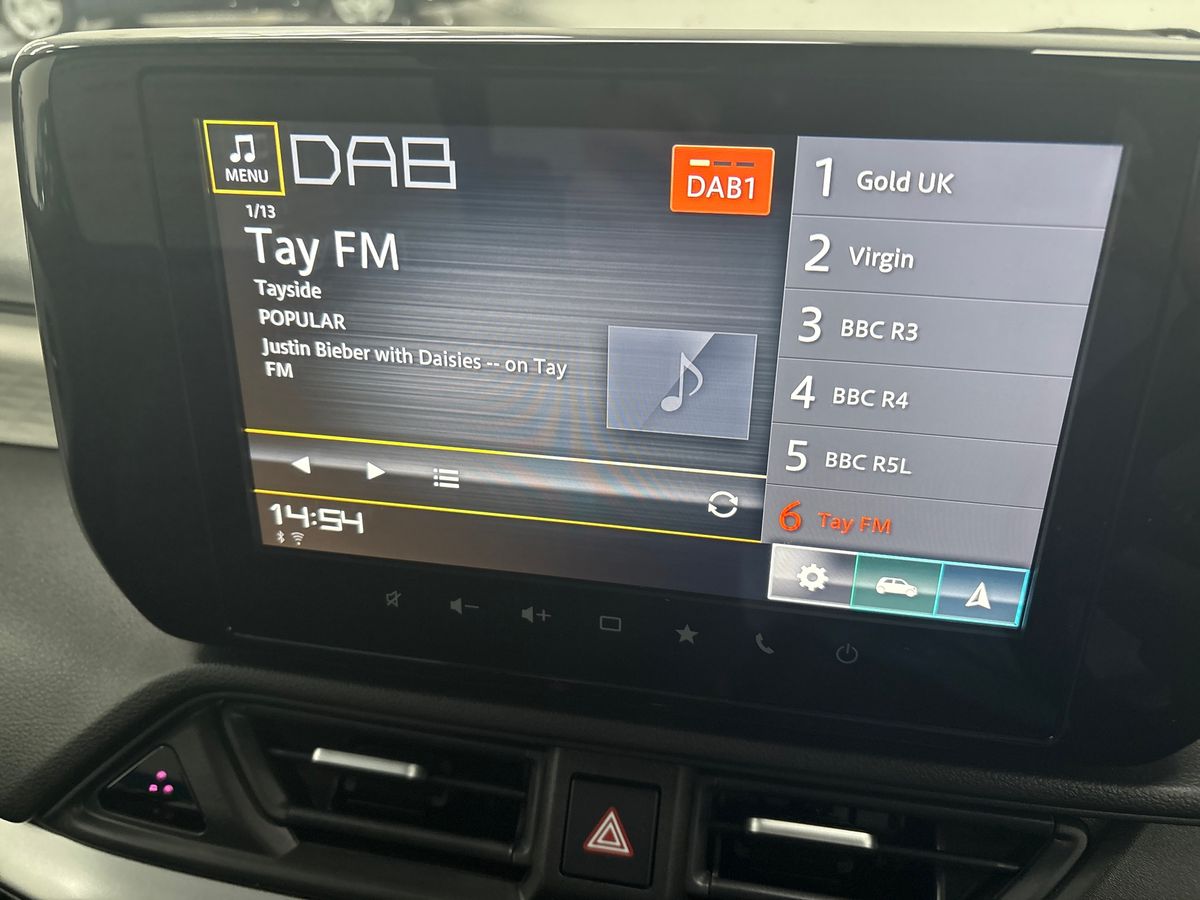 MENU
DAB
DAB1
1/13
Tay FM
Tayside
POPULAR
Justin Bieber with Daisies -- on Tay
FM
14:54
1 Gold UK
2 Virgin
3 BBC R3
4 BBC R4
5 BBC R5L
6 Tay FM